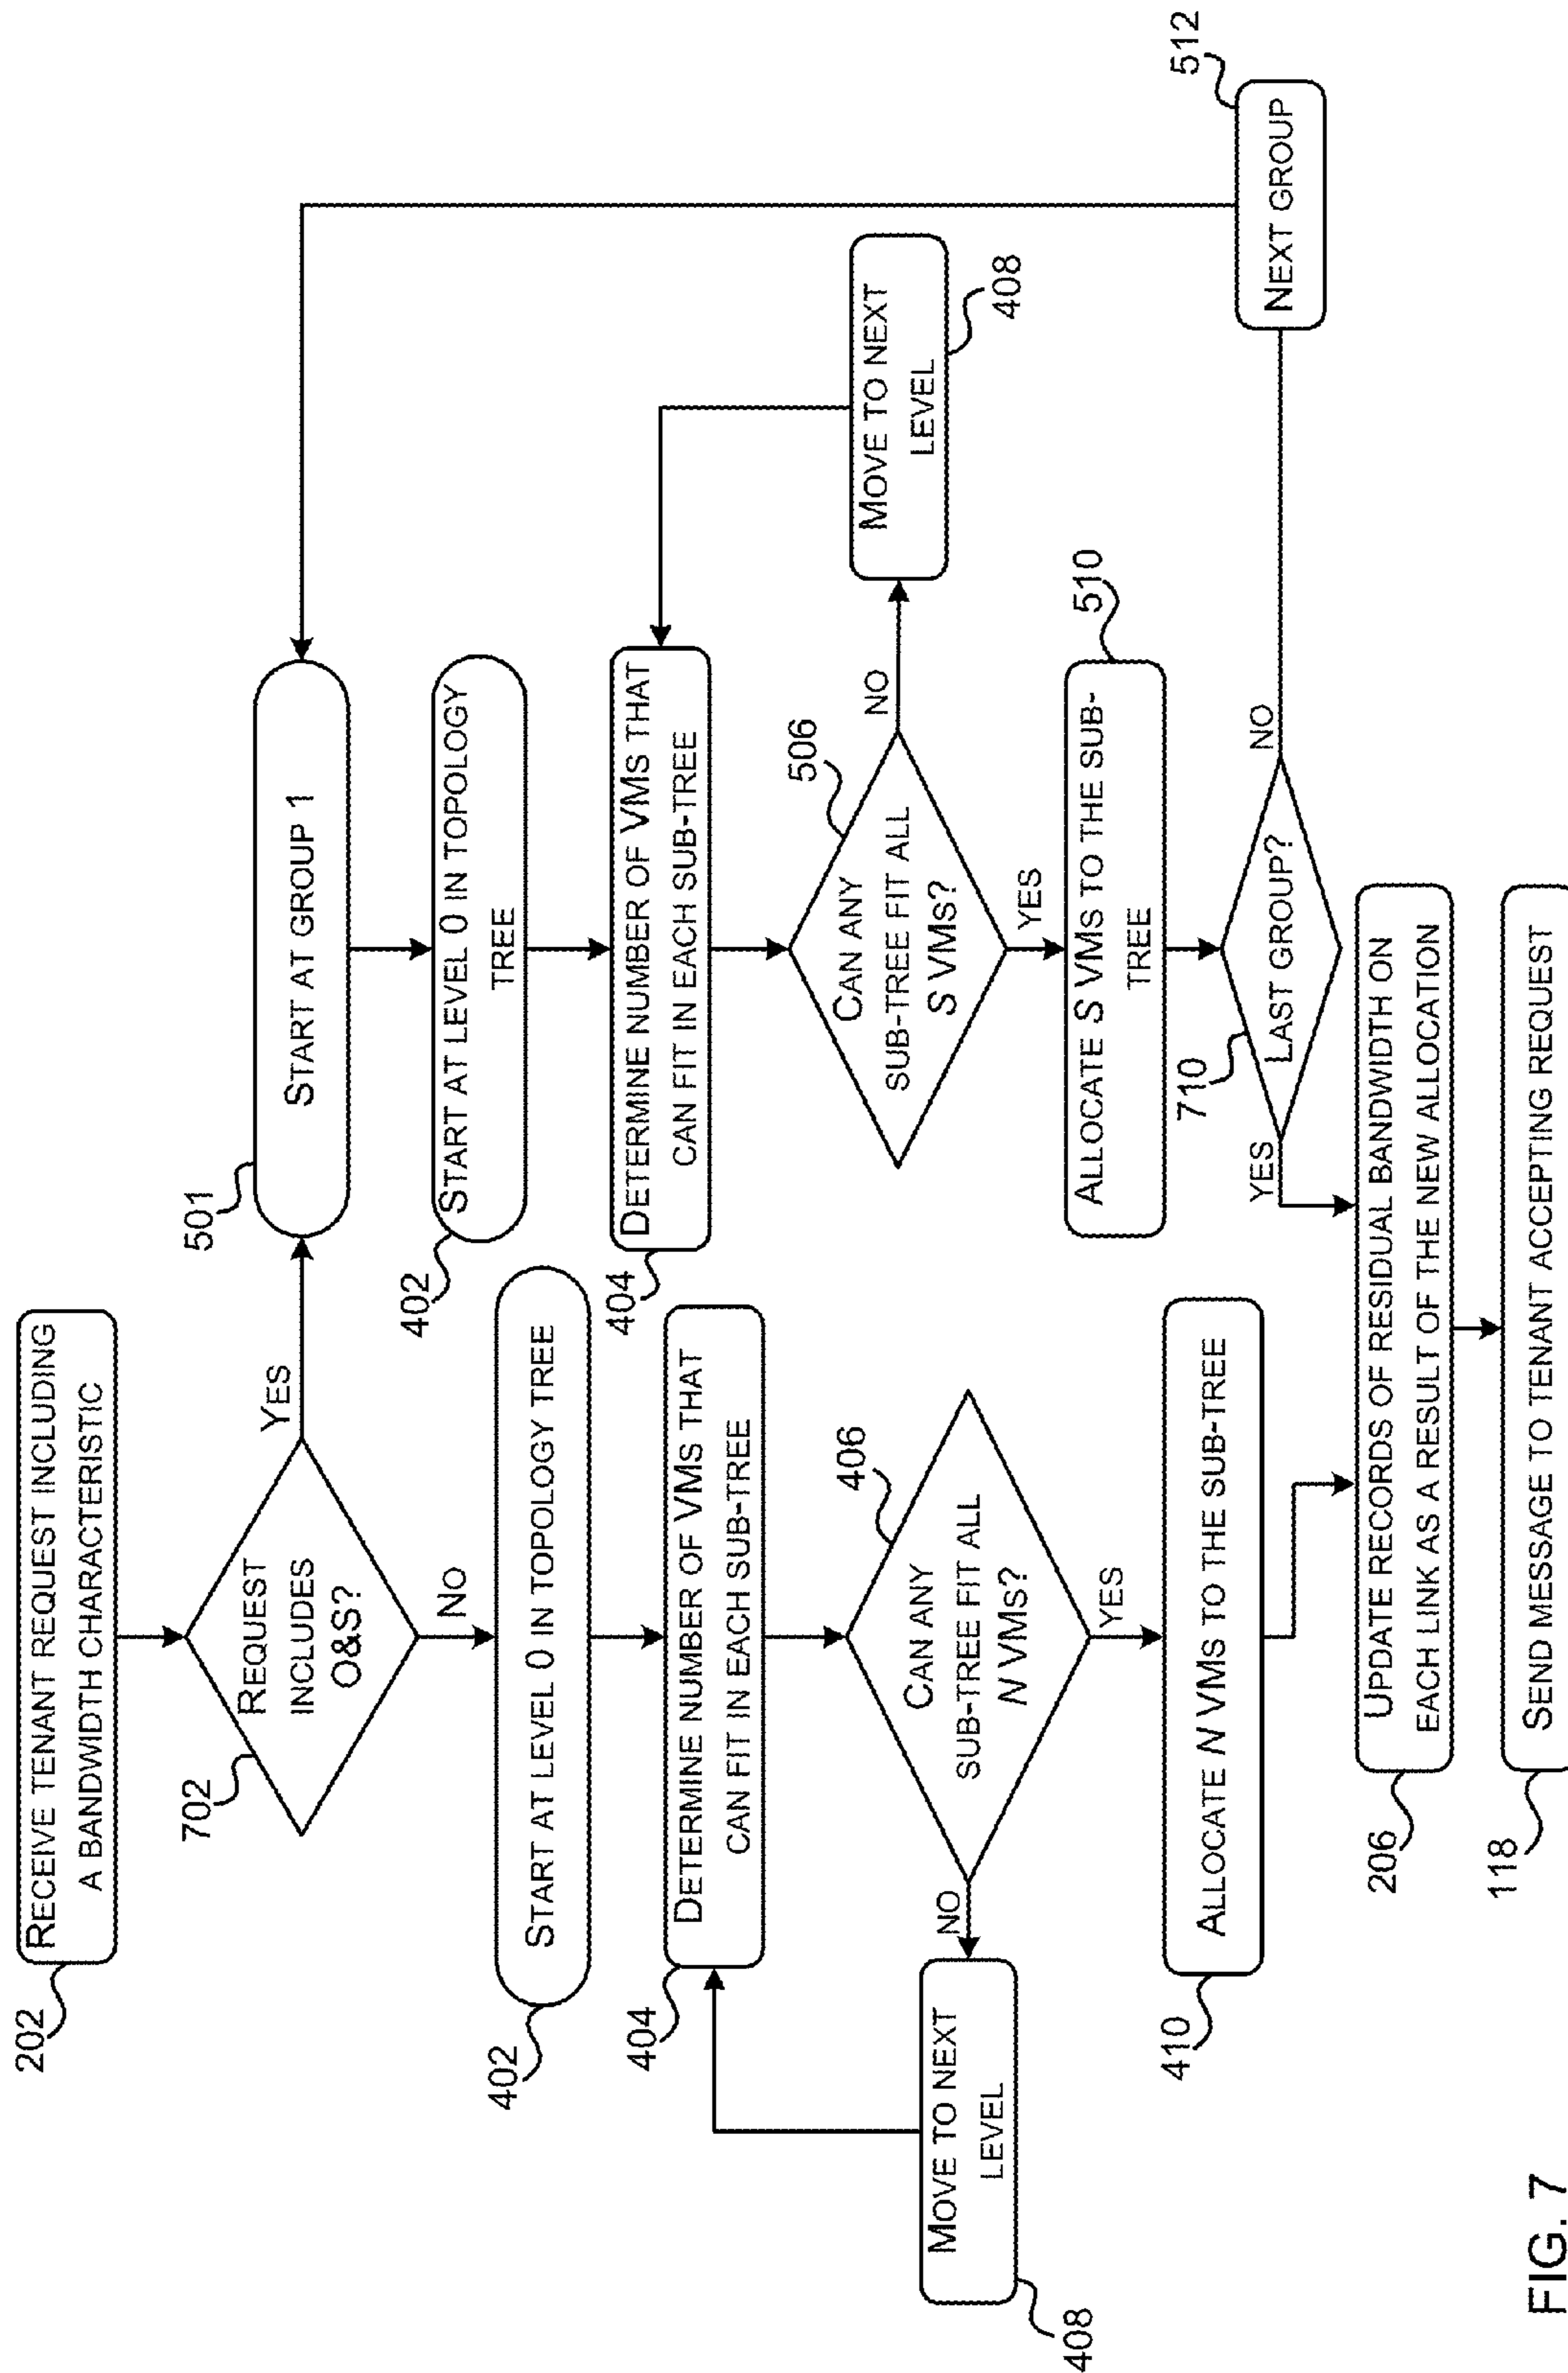 202
RECEIVE TENANT REQUEST INCLUDING
A BANDWIDTH CHARACTERISTIC
702
REQUEST
INCLUDES
O&S?
YES
NO
501
START AT GROUP 1
402
START AT LEVEL 0 IN TOPOLOGY TREE
402
START AT LEVEL 0 IN TOPOLOGY
TREE
404
DETERMINE NUMBER OF VMS THAT
CAN FIT IN EACH SUB-TREE
404
DETERMINE NUMBER OF VMS THAT
CAN FIT IN EACH SUB-TREE
406
CAN ANY
SUB-TREE FIT ALL
N VMS?
NO
YES
408
MOVE TO NEXT
LEVEL
506
CAN ANY
SUB-TREE FIT ALL
S VMS?
NO
YES
MOVE TO NEXT
LEVEL
408
410
ALLOCATE N VMS TO THE SUB-TREE
510
ALLOCATE S VMS TO THE SUB-
TREE
710
LAST GROUP?
YES
NO
512
NEXT GROUP
206
UPDATE RECORDS OF RESIDUAL BANDWIDTH ON
EACH LINK AS A RESULT OF THE NEW ALLOCATION
118
SEND MESSAGE TO TENANT ACCEPTING REQUEST
FIG. 7